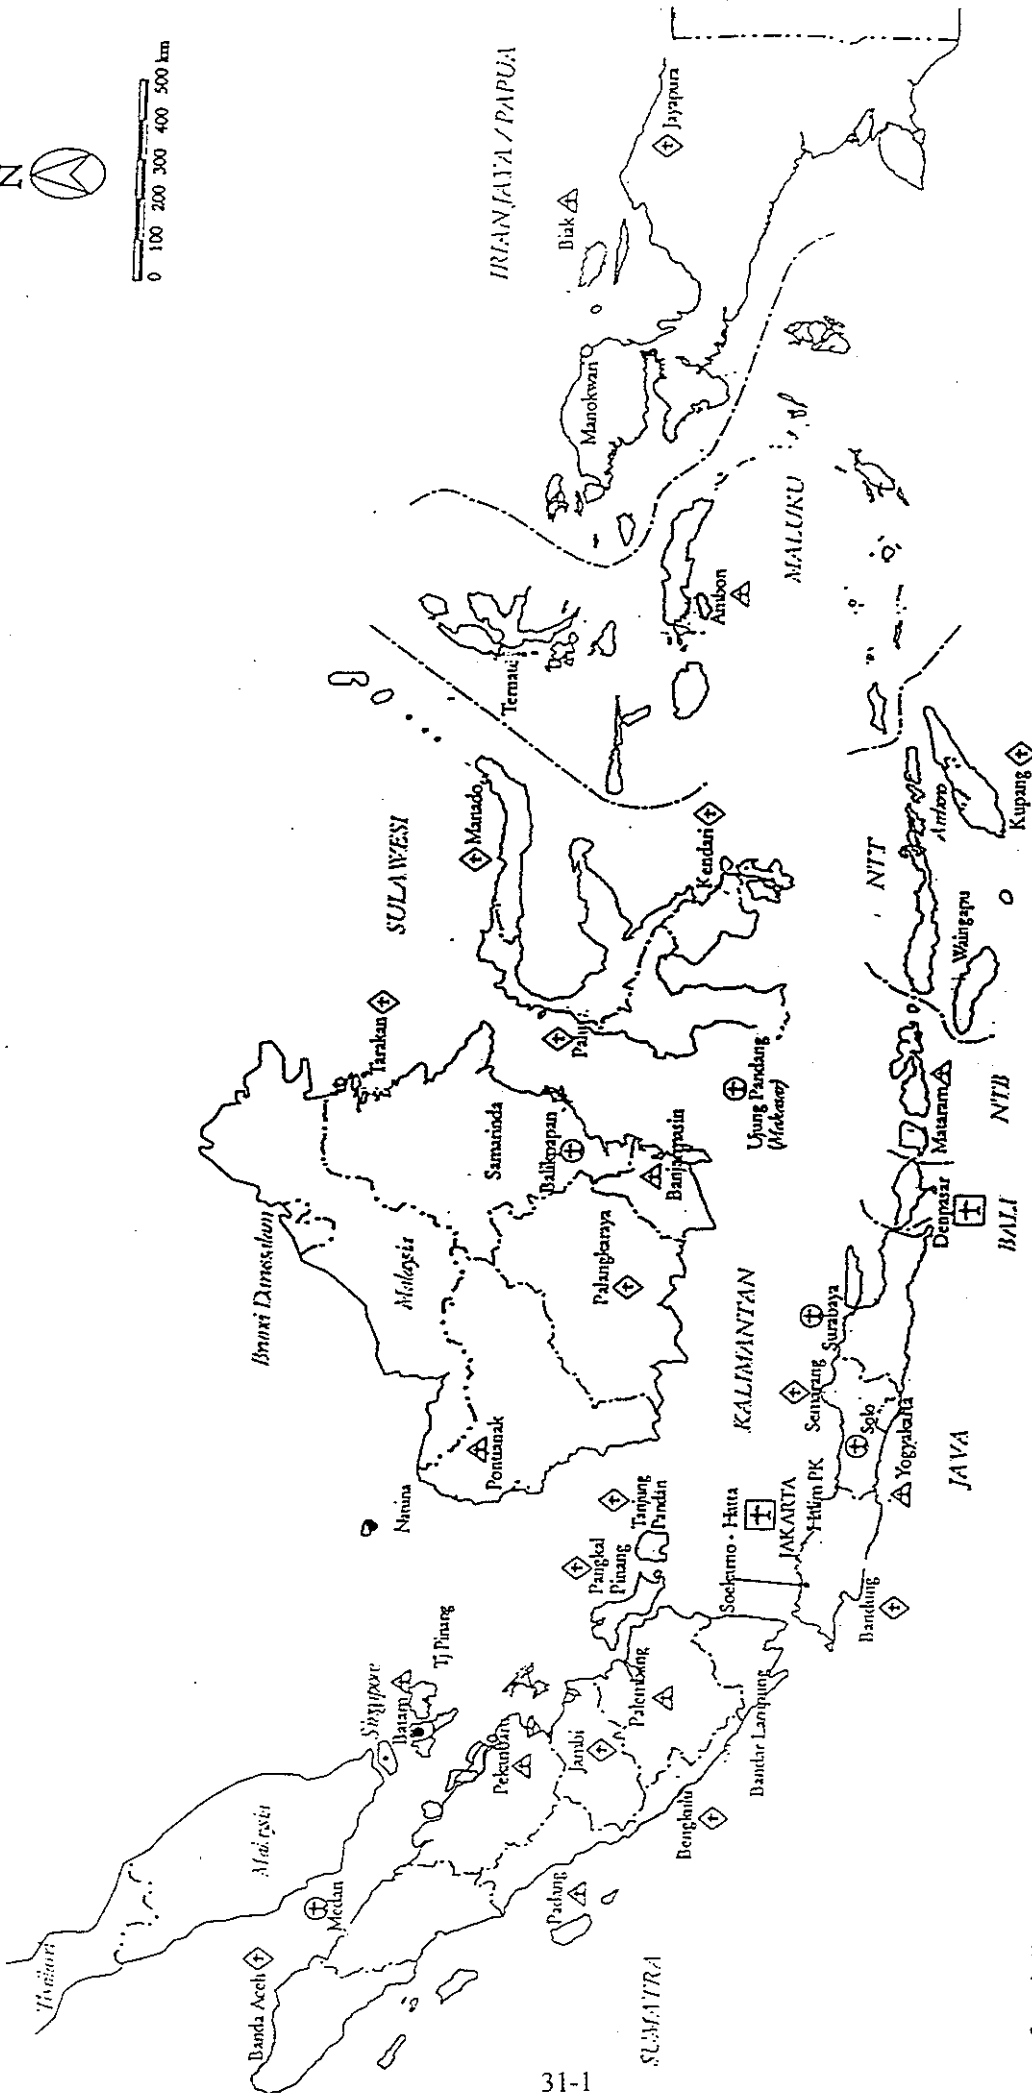 N
0 100 200 300 400 500 km
Thailand
Malaysia
Singapore
Banda Aceh
Medan
Batam
Tj Pinang
Pekanbaru
Padang
Jambi
Palembang
Bengkulu
Bandar Lampung
Pangkal
Pinang
Tanjung
Pandan
SUMATRA
Brunei Darussalam
Malaysia
Pontianak
Palangkaraya
Samarinda
Balikpapan
Banjarmasin
Tarakan
KALIMANTAN
Soekarno • Hatta
JAKARTA
Halim PK
Bandung
Semarang
Solo
Yogyakarta
Surabaya
JAVA
Denpasar
BALI
Mataram
NTB
Waingapu
NTT
Kupang
SULAWESI
Manado
Palu
Kendari
Ujung Pandang
(Makassar)
Ternate
Ambon
MALUKU
IRIAN JAYA / PAPUA
Manokwari
Biak
Jayapura
31-1